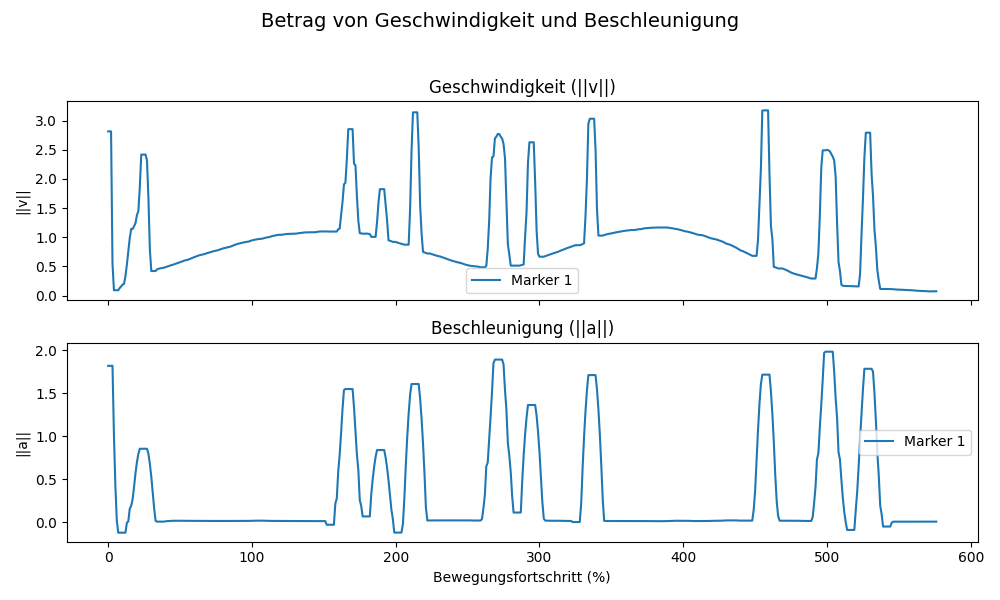 Betrag von Geschwindigkeit und Beschleunigung
Geschwindigkeit (||v||)
3.0
2.5
2.0
1.5
1.0
0.5
0.0
||v||
Marker 1
Beschleunigung (||a||)
2.0
1.5
1.0
0.5
0.0
||a||
Marker 1
0 100 200 300 400 500 600
Bewegungsfortschritt (%)